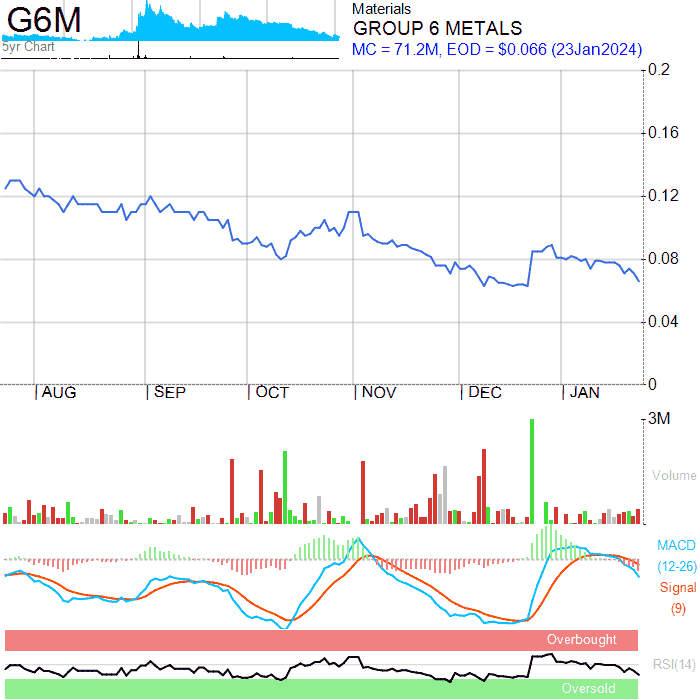 G6M
5yr Chart
Materials
GROUP 6 METALS
MC = 71.2M, EOD = $0.066 (23Jan2024)
0.2
0.16
0.12
0.08
0.04
0
AUG SEP OCT NOV DEC JAN
3M
Volume
MACD
(12-26)
Signal
(9)
Overbought
RSI(14)
Oversold